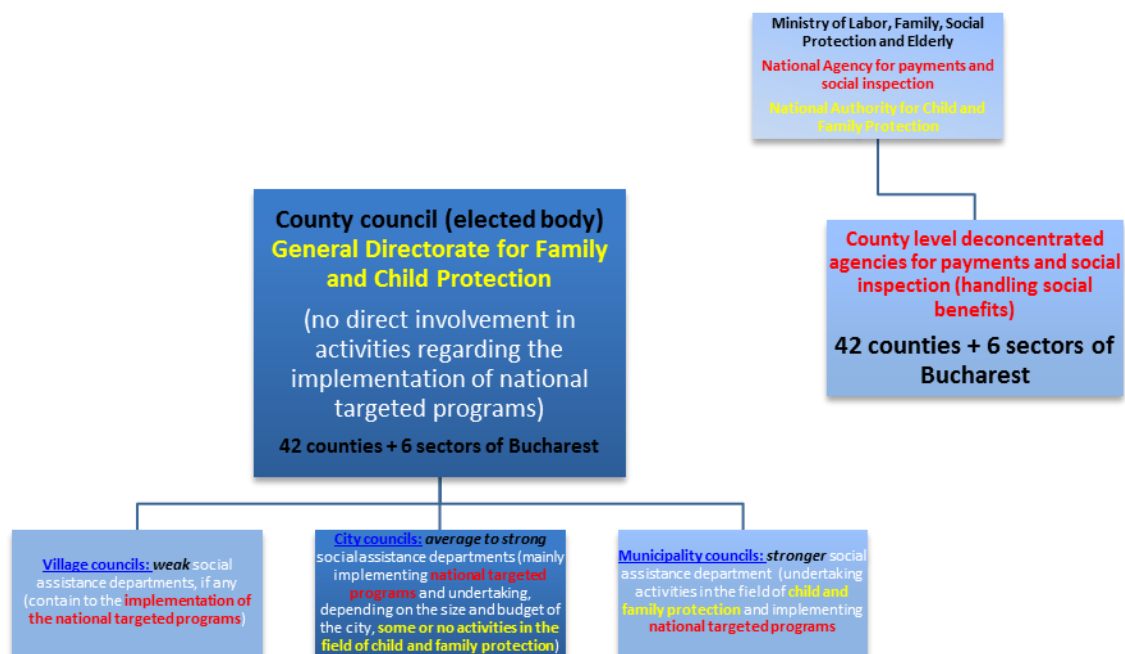 Ministry of Labor, Family, Social
Protection and Elderly
National Agency for payments and
social inspection
National Authority for Child and
Family Protection
County council (elected body)
General Directorate for Family
and Child Protection
(no direct involvement in
activities regarding the
implementation of national
targeted programs)
42 counties + 6 sectors of Bucharest
County level deconcentrated
agencies for payments and social
inspection (handling social
benefits)
42 counties + 6 sectors of
Bucharest
Village councils: weak social
assistance departments, if any
(contain to the implementation of
the national targeted programs)
City councils: average to strong
socialassistance departments (mainly
implementing national targeted
programs and undertaking,
depending on the size and budget of
the city, some or no activities in the
field of child and family protection)
Municipality councils: stronger social
assistance department (undertaking
activities in the field of child and
family protection and implementing
national targeted programs